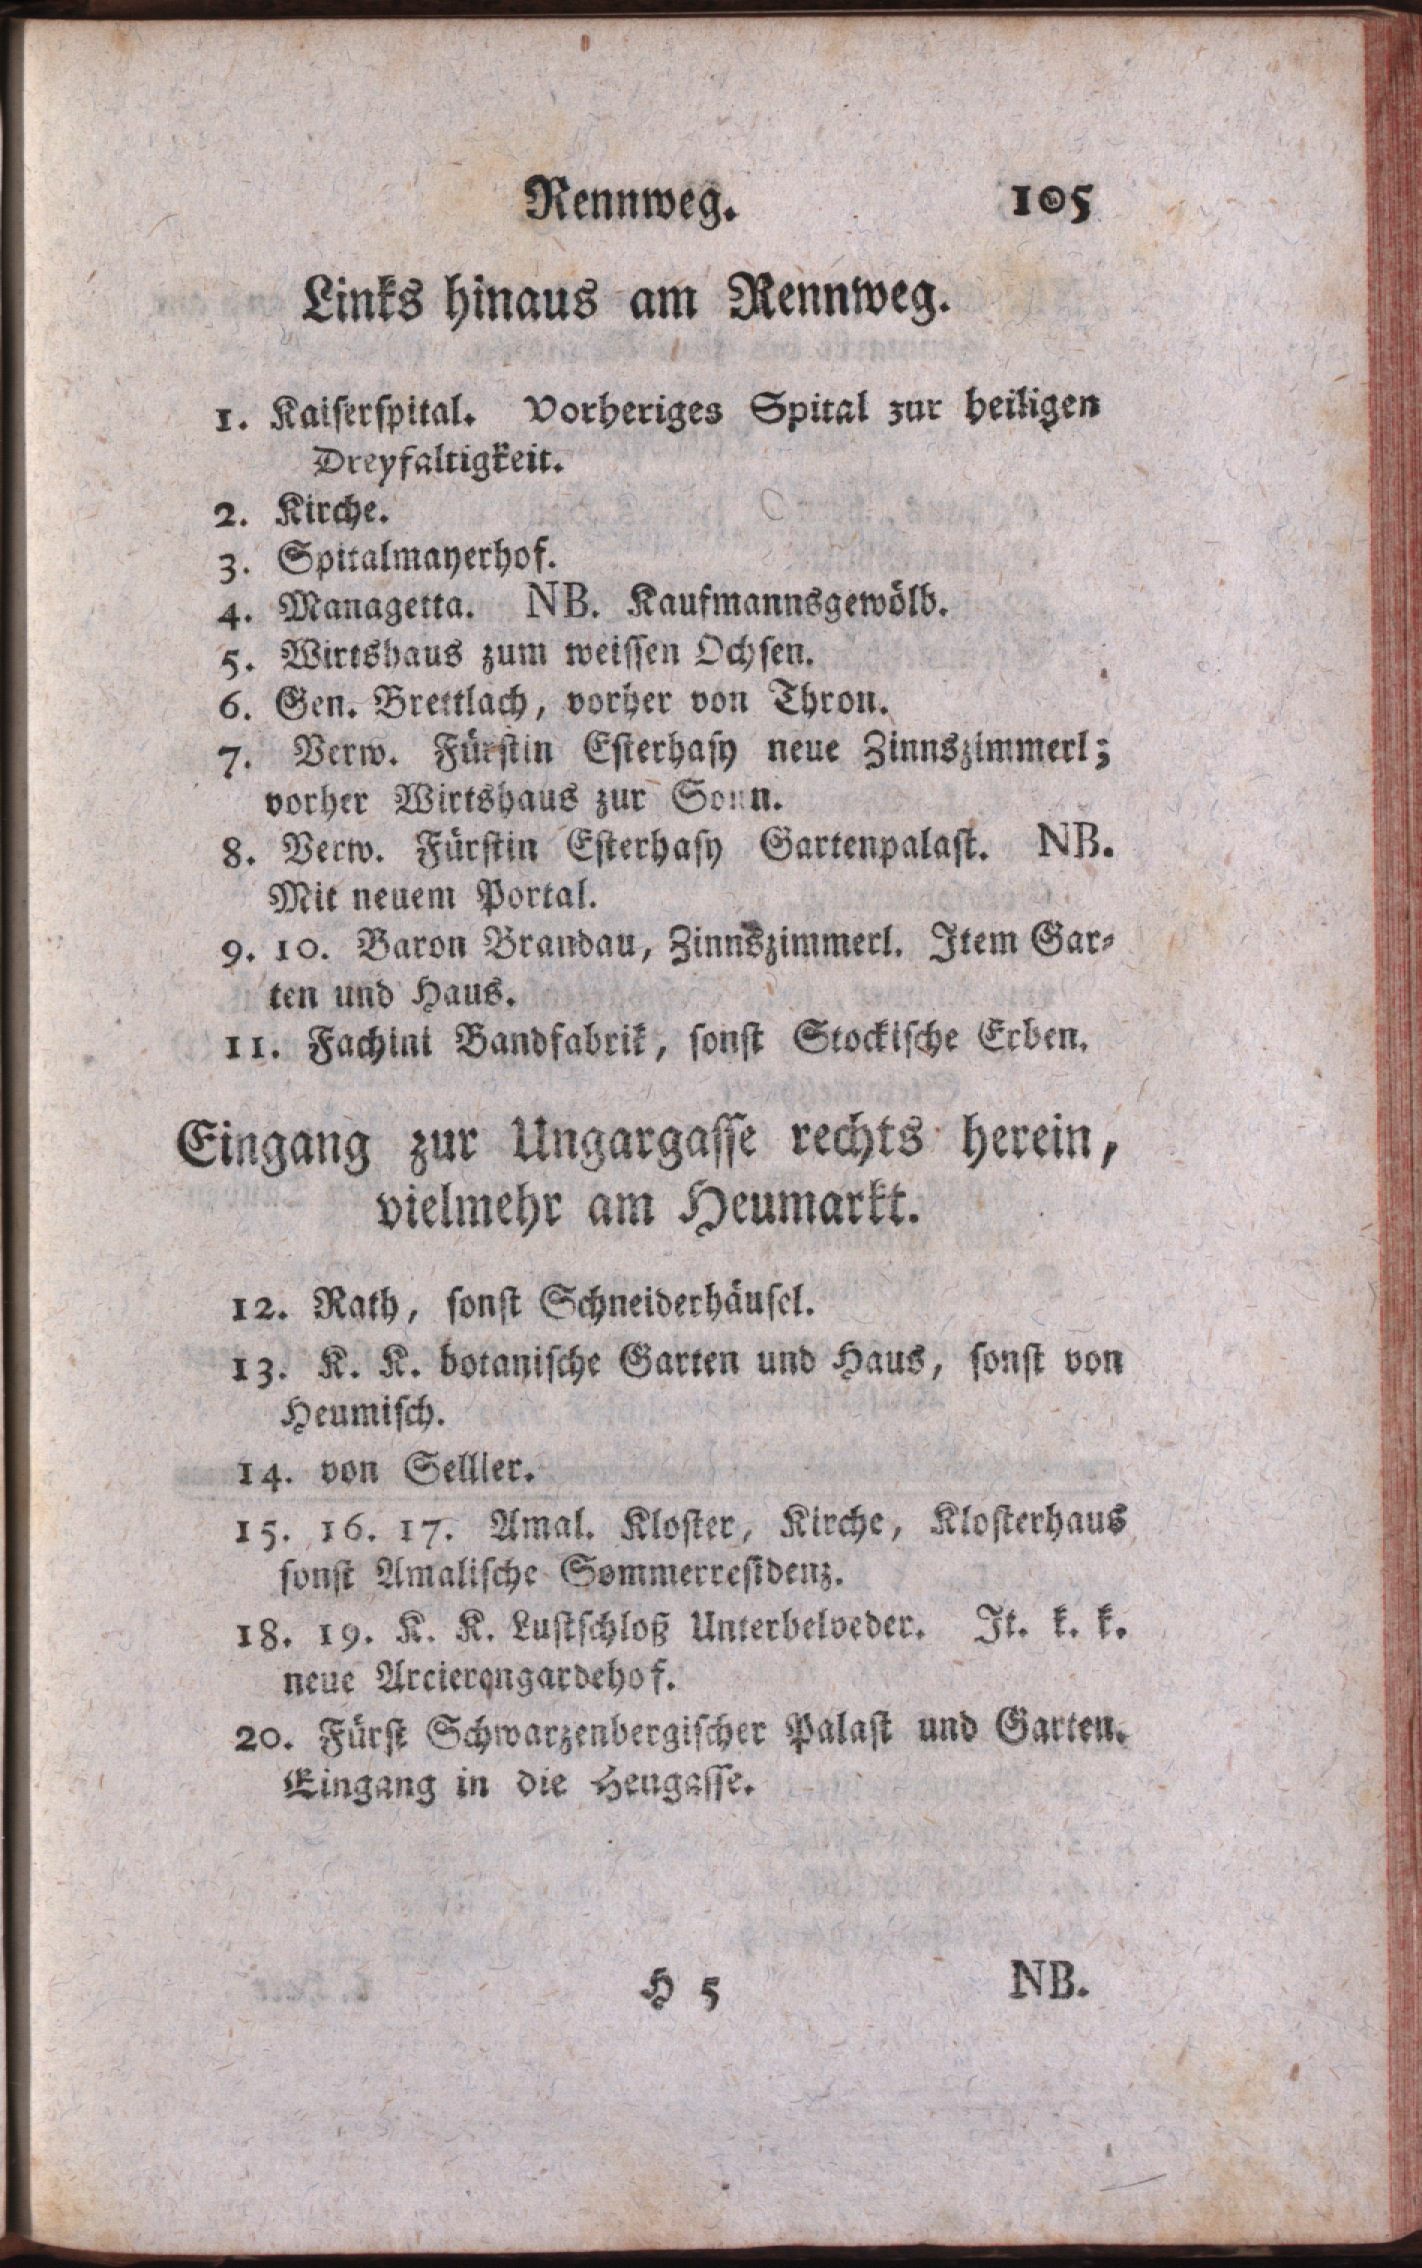 Rennweg. 105
Links hinaus am Rennweg.
1. Kaiserspital. Vorheriges Spital zur heiligen
Dreyfaltigkeit.
2. Kirche.
3. Spitalmayerhof.
4. Managetta. NB. Kaufmannsgewölb.
5. Wirtshaus zum weissen Ochsen.
6. Gen. Brettlach, vorher von Thron.
7. Verw. Fürstin Esterhasy neue Zinnszimmerl;
vorher Wirtshaus zur Sonn.
8. Verw. Fürstin Esterhasy Gartenpalast. NB.
Mit neuem Portal.
9. 10. Baron Brandau, Zinnszimmerl. Item Gar-
ten und Haus.
11. Fachini Bandfabrik, sonst Stockische Erben.
Eingang zur Ungargasse rechts herein,
vielmehr am Heumarkt.
12. Rath, sonst Schneiderhäusel.
13. K. K. botanische Garten und Haus, sonst von
Heumisch.
14. von Sellier.
15. 16. 17. Amal. Kloster, Kirche, Klosterhaus
sonst Amalische Sommerresidenz.
18. 19. K. K. Lustschloß Unterbelveder. It. k. k.
neue Arcierengardehof.
20. Fürst Schwarzenbergischer Palast und Garten.
Eingang in die Heugasse.
H 5 NB.